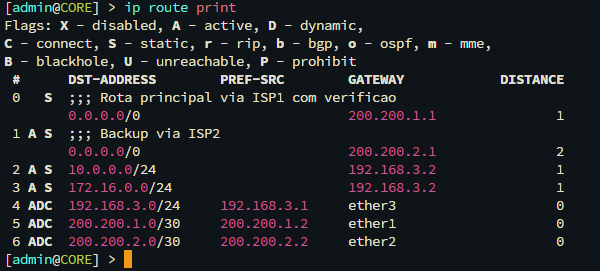 [admin@CORE] > ip route print
Flags: X - disabled, A - active, D - dynamic,
C - connect, S - static, r - rip, b - bgp, o - ospf, m - mme,
B - blackhole, U - unreachable, P - prohibit
# DST-ADDRESS PREF-SRC GATEWAY DISTANCE
0 S ;;; Rota principal via ISP1 com verificao
0.0.0.0/0 200.200.1.1 1
1 A S ;;; Backup via ISP2
0.0.0.0/0 200.200.2.1 2
2 A S 10.0.0.0/24 192.168.3.2 1
3 A S 172.16.0.0/24 192.168.3.2 1
4 ADC 192.168.3.0/24 192.168.3.1 ether3 0
5 ADC 200.200.1.0/30 200.200.1.2 ether1 0
6 ADC 200.200.2.0/30 200.200.2.2 ether2 0
[admin@CORE] >